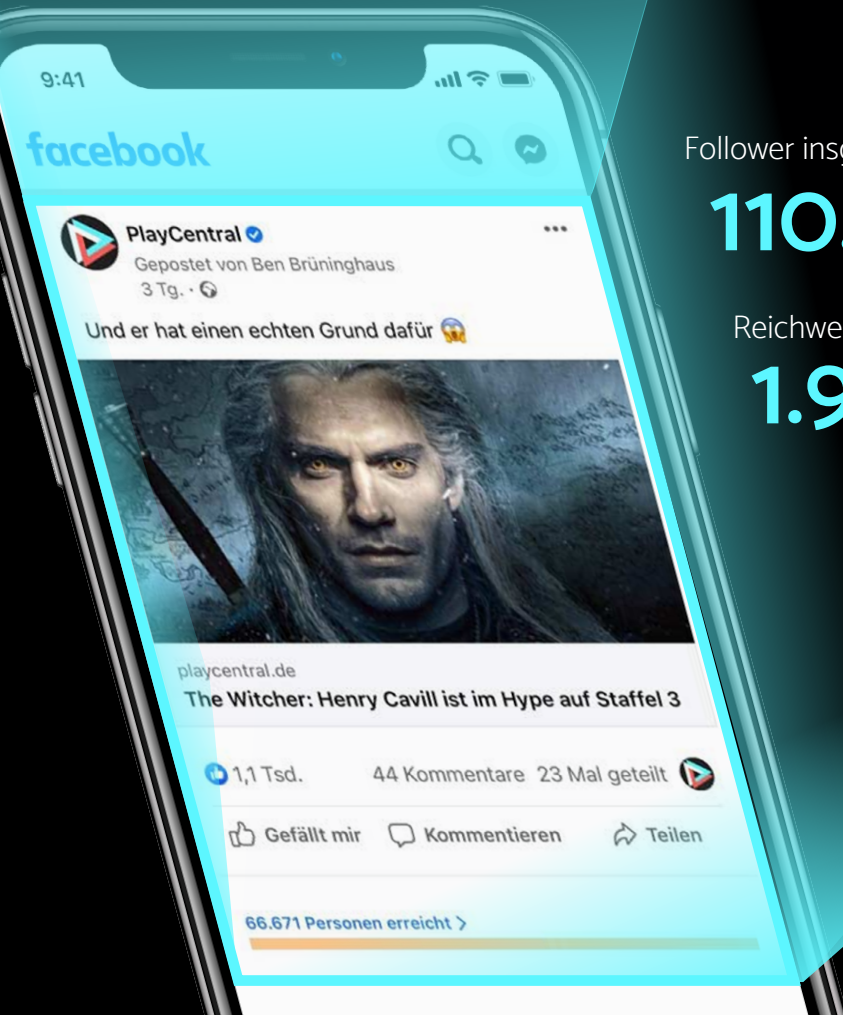 9:41
facebook
Follower
110.
PlayCentral
Gepostet von Ben Brüninghaus
3 Tg. ·
Und er hat einen echten Grund dafür 😱
1.9
playcentral.de
The Witcher: Henry Cavill ist im Hype auf Staffel 3
1,1 Tsd. 44 Kommentare 23 Mal geteilt
Gefällt mir Kommentieren Teilen
66.671 Personen erreicht >